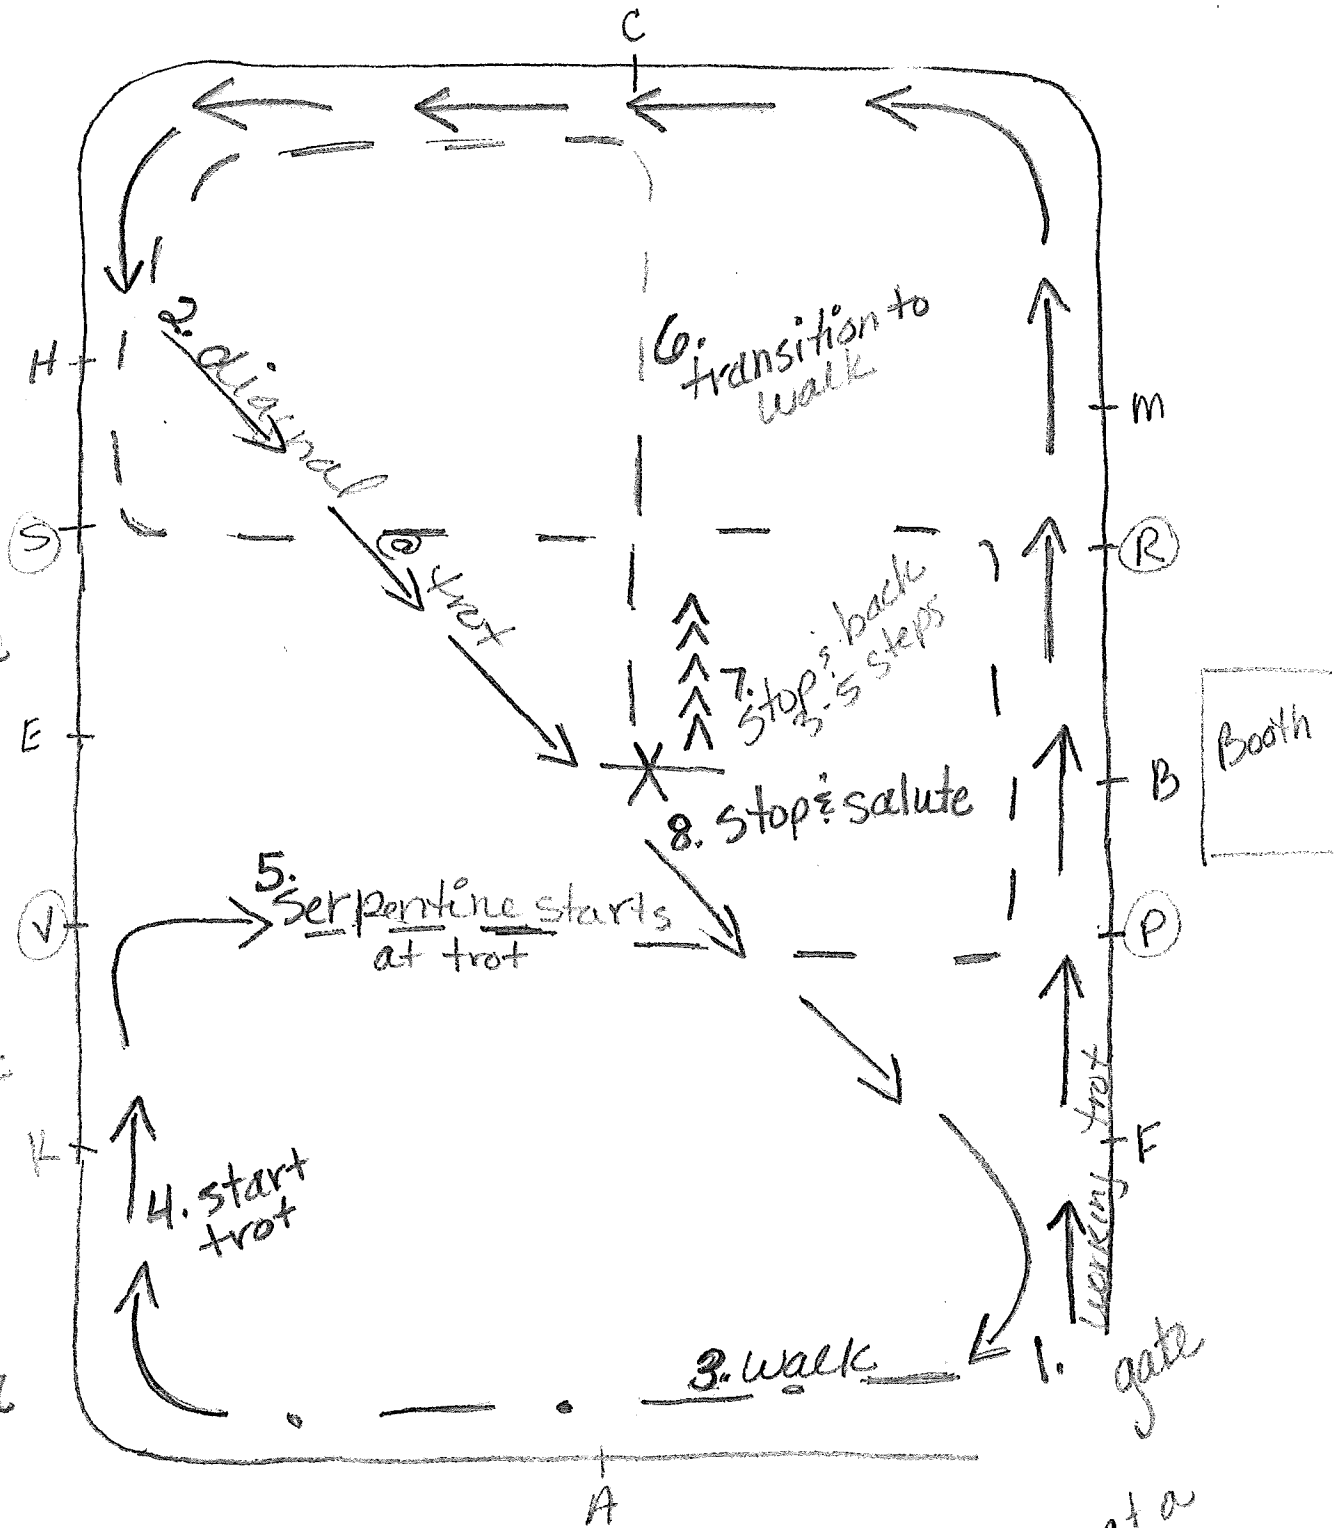 C
2.
diagnal
@
trot
H
6.
transition to
walk
M
S
R
7.
stop & back
3-5 steps
E
X
B
Booth
8. stop & salute
5.
Serpentine starts
at trot
V
P
K
F
working trot
4. start
trot
3. walk
1.
gate
A